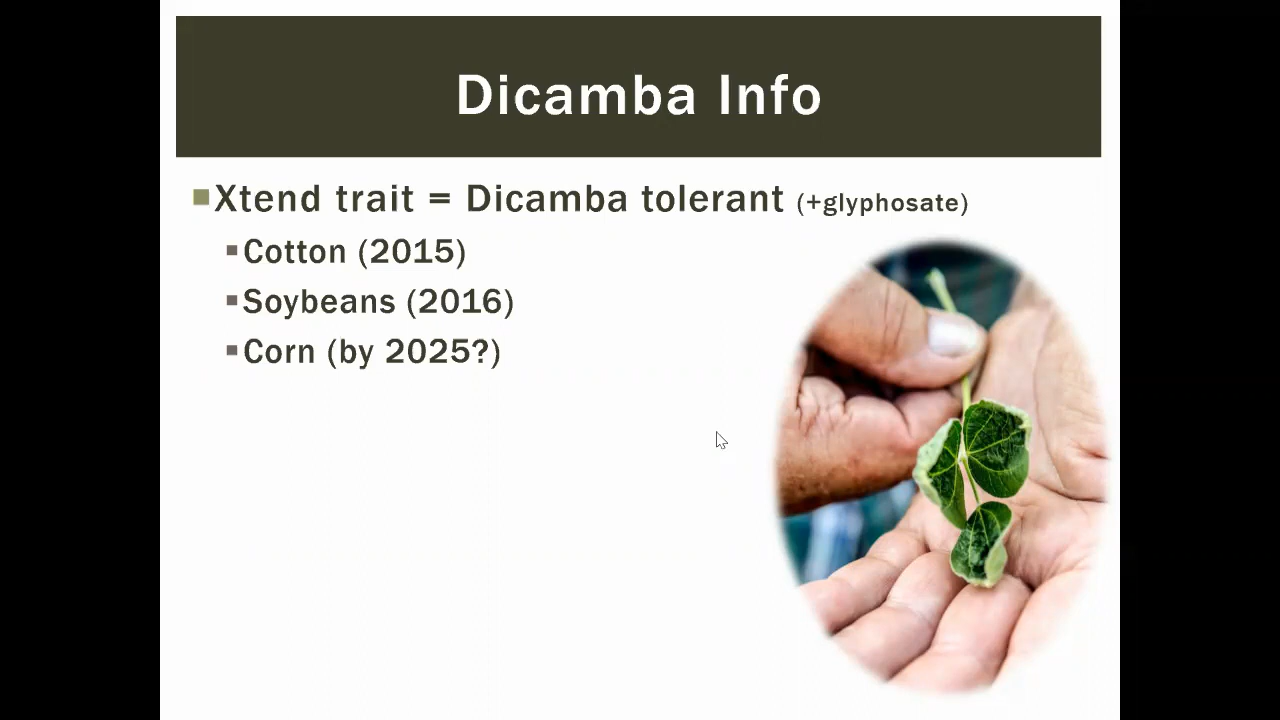 Dicamba Info
Xtend trait = Dicamba tolerant (+glyphosate)
Cotton (2015)
Soybeans (2016)
Corn (by 2025?)